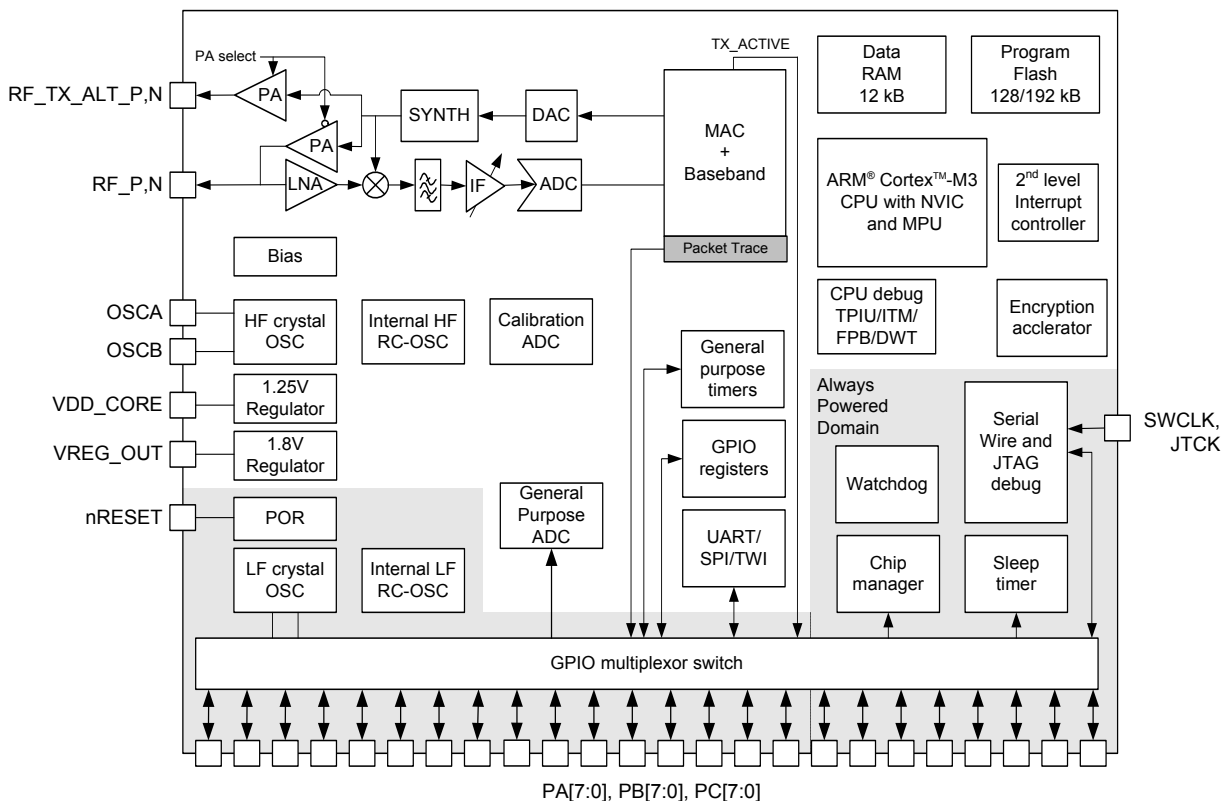 TX_ACTIVE
PA select
RF_TX_ALT_P,N
PA
SYNTH
DAC
MAC
+
Baseband
Data
RAM
12 kB
Program
Flash
128/192 kB
PA
RF_P,N
LNA
IF
ADC
Packet Trace
ARM® Cortex™-M3
CPU with NVIC
and MPU
2nd level
Interrupt
controller
Bias
OSCA
OSCB
HF crystal
OSC
Internal HF
RC-OSC
Calibration
ADC
CPU debug
TPIU/ITM/
FPB/DWT
Encryption
acclerator
General
purpose
timers
VDD_CORE
1.25V
Regulator
Always
Powered
Domain
Serial
Wire and
JTAG
debug
SWCLK,
JTCK
VREG_OUT
1.8V
Regulator
GPIO
registers
Watchdog
nRESET
POR
General
Purpose
ADC
UART/
SPI/TWI
LF crystal
OSC
Internal LF
RC-OSC
Chip
manager
Sleep
timer
GPIO multiplexor switch
PA[7:0], PB[7:0], PC[7:0]